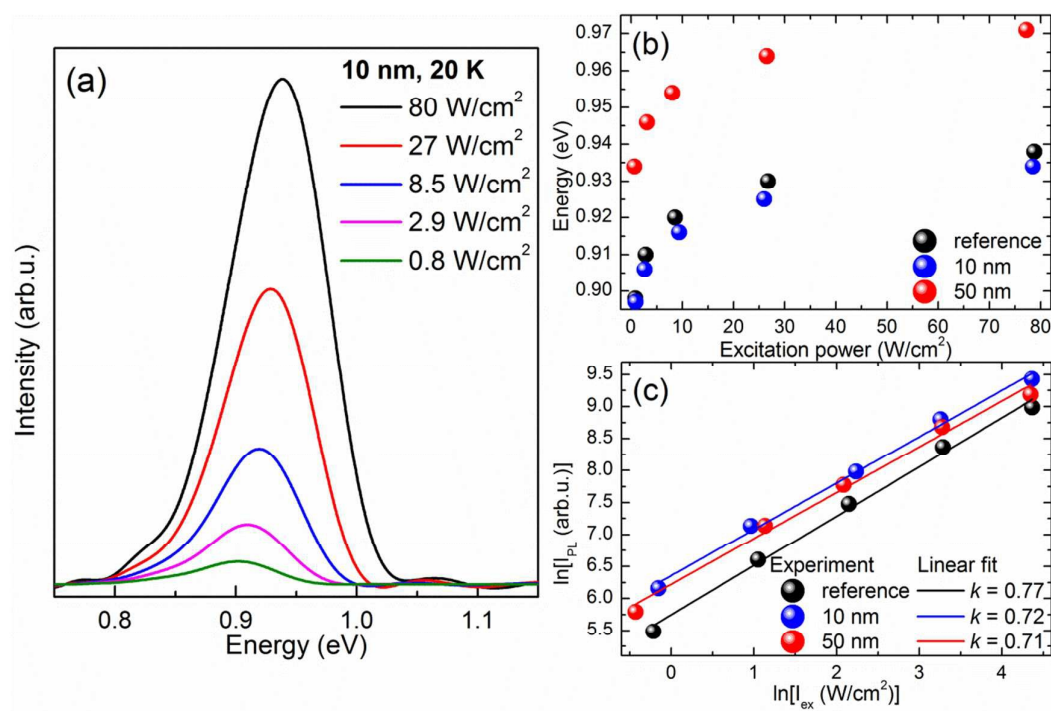 (a)
10 nm, 20 K
80 W/cm²
27 W/cm²
8.5 W/cm²
2.9 W/cm²
0.8 W/cm²
Intensity (arb.u.)
0.8 0.9 1.0 1.1
Energy (eV)
(b)
0.97
0.96
0.95
0.94
0.93
0.92
0.91
0.90
Energy (eV)
reference
10 nm
50 nm
0 10 20 30 40 50 60 70 80
Excitation power (W/cm²)
(c)
9.5
9.0
8.5
8.0
7.5
7.0
6.5
6.0
5.5
ln[I_PL (arb.u.)]
Experiment Linear fit
reference k = 0.77
10 nm k = 0.72
50 nm k = 0.71
0 1 2 3 4
ln[I_ex (W/cm²)]